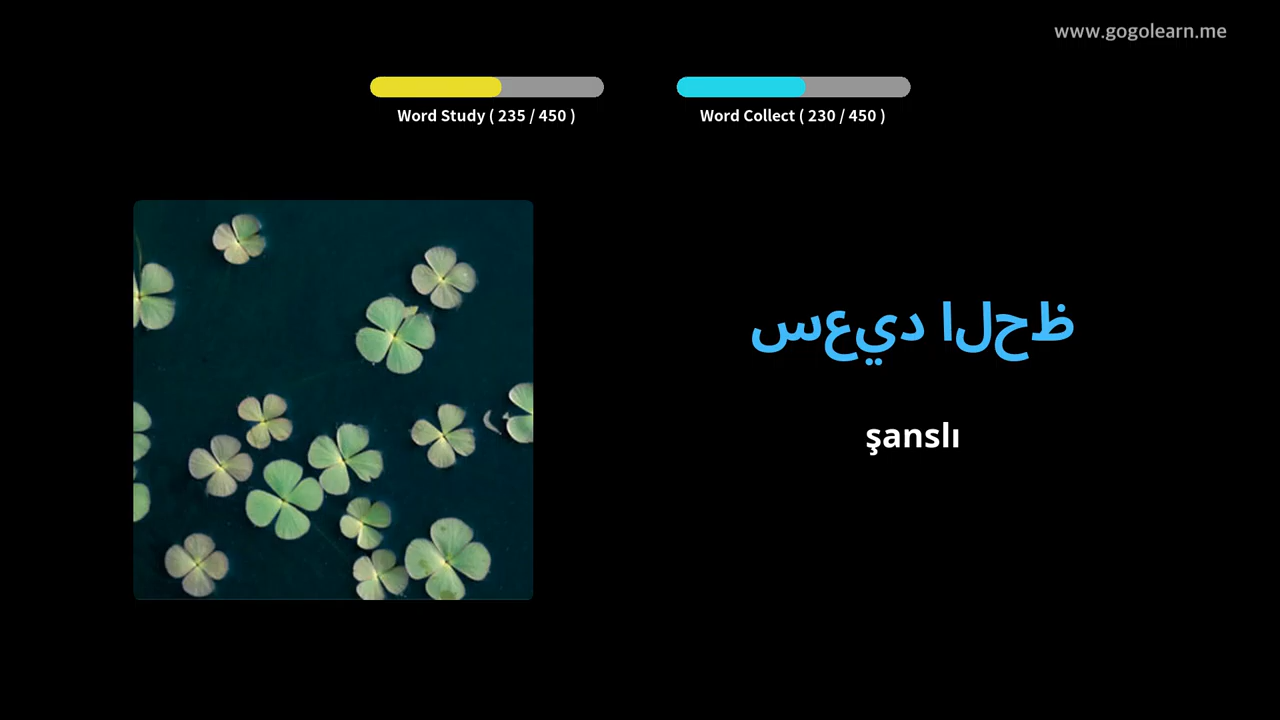 www.gogolearn.me
Word Study ( 235 / 450 )
Word Collect ( 230 / 450 )
سعيد الحظ
şanslı